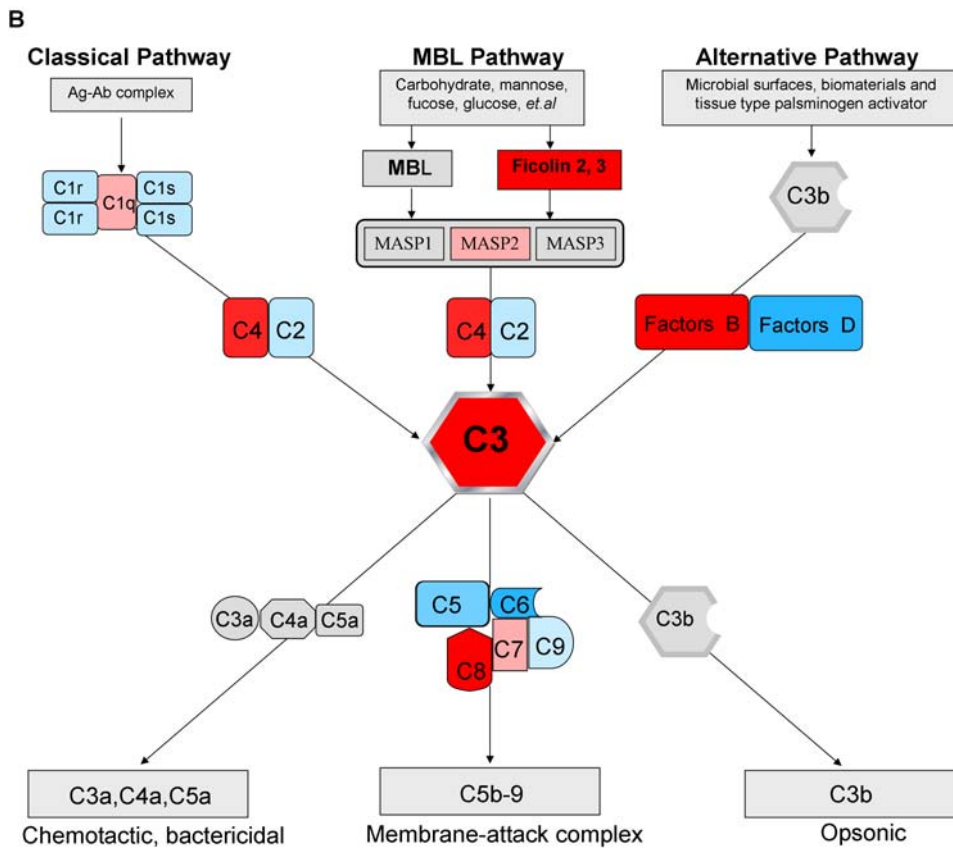 B
Classical Pathway
MBL Pathway
Alternative Pathway
Ag-Ab complex
Carbohydrate, mannose,
fucose, glucose, et.al
Microbial surfaces, biomaterials and
tissue type palsminogen activator
MBL
Ficolin 2, 3
C3b
C1r
C1q
C1s
C1r
C1s
MASP1
MASP2
MASP3
C4
C2
C4
C2
Factors B
Factors D
C3
C3a
C4a
C5a
C5
C6
C7
C9
C8
C3b
C3a,C4a,C5a
C5b-9
C3b
Chemotactic, bactericidal
Membrane-attack complex
Opsonic